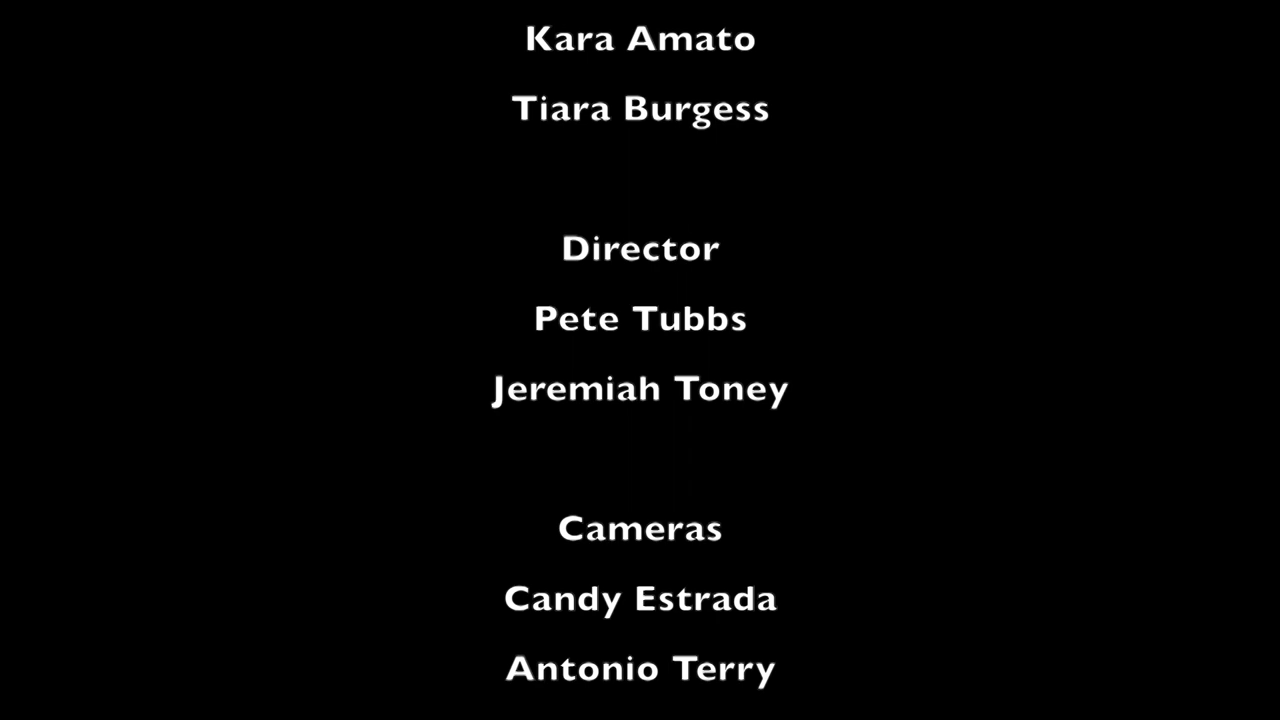 Kara Amato
Tiara Burgess
Director
Pete Tubbs
Jeremiah Toney
Cameras
Candy Estrada
Antonio Terry